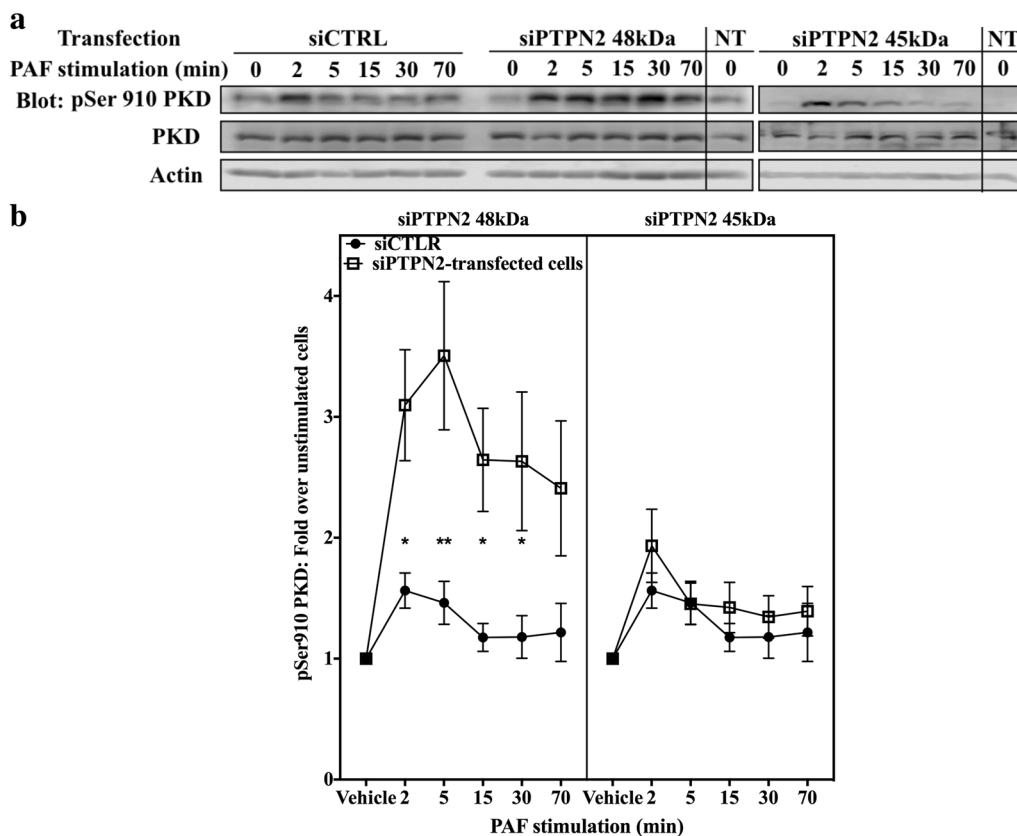 a
Transfection siCTRL siPTPN2 48kDa NT siPTPN2 45kDa NT
PAF stimulation (min) 0 2 5 15 30 70 0 2 5 15 30 70 0 0 2 5 15 30 70 0
Blot: pSer 910 PKD
PKD
Actin
b
siPTPN2 48kDa siPTPN2 45kDa
siCTLR
siPTPN2-transfected cells
pSer910 PKD: Fold over unstimulated cells
4
3
2
* ** * *
1
0
Vehicle 2 5 15 30 70 Vehicle 2 5 15 30 70
PAF stimulation (min)